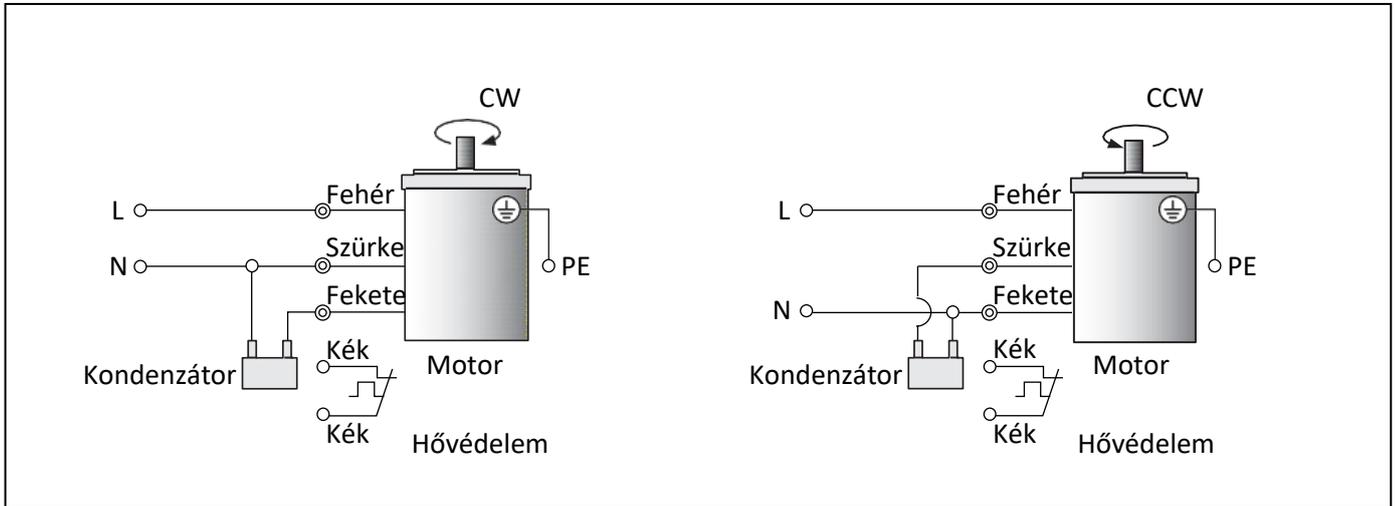 CW
Fehér
L
Szürke
N
PE
Fekete
Kék
Motor
Kondenzátor
Kék
Hővédelem
CCW
Fehér
L
Szürke
PE
Fekete
N
Kék
Motor
Kondenzátor
Kék
Hővédelem